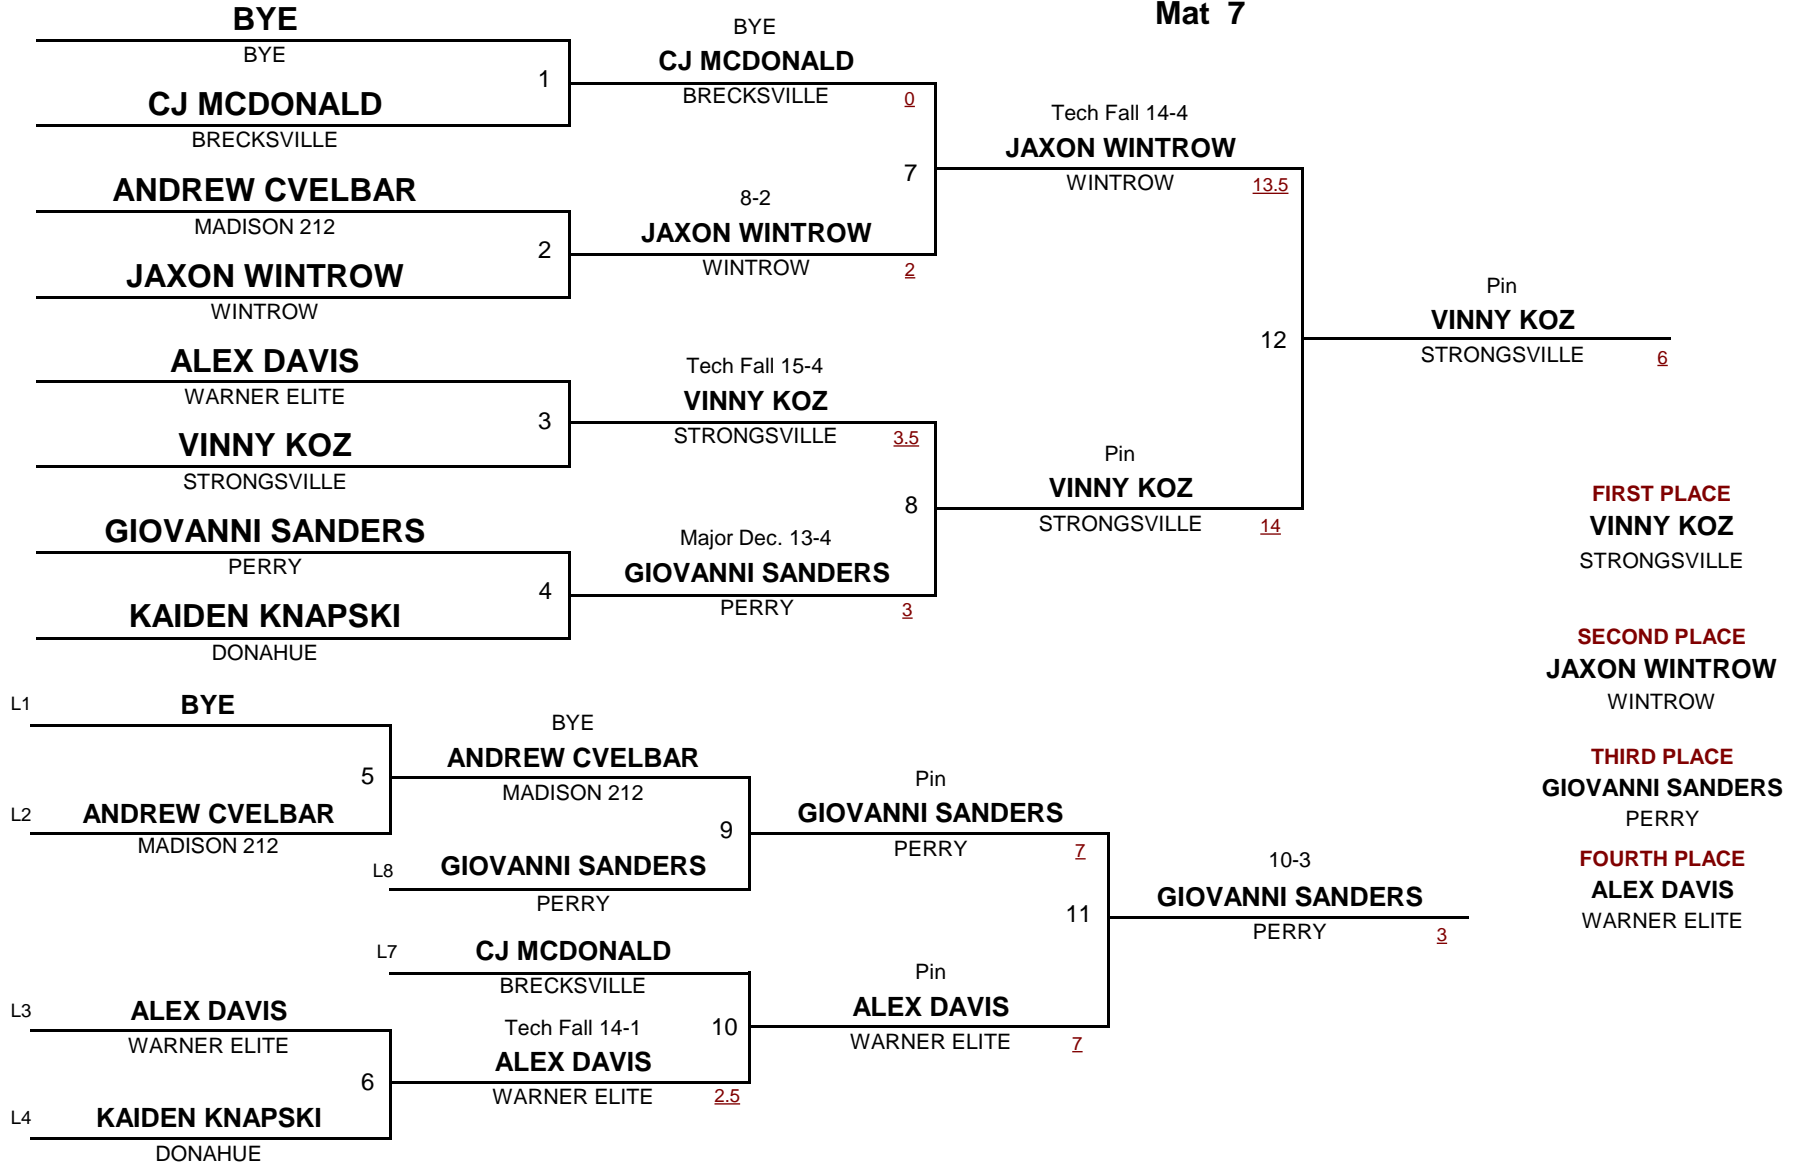 Mat 7
BYE
BYE
1
CJ MCDONALD
BRECKSVILLE
ANDREW CVELBAR
MADISON 212
2
JAXON WINTROW
WINTROW
ALEX DAVIS
WARNER ELITE
3
VINNY KOZ
STRONGSVILLE
GIOVANNI SANDERS
PERRY
4
KAIDEN KNAPSKI
DONAHUE
BYE
CJ MCDONALD
BRECKSVILLE 0
7
8-2
JAXON WINTROW
WINTROW 2
Tech Fall 15-4
VINNY KOZ
STRONGSVILLE 3.5
8
Major Dec. 13-4
GIOVANNI SANDERS
PERRY 3
Tech Fall 14-4
JAXON WINTROW
WINTROW 13.5
12
Pin
VINNY KOZ
STRONGSVILLE 14
Pin
VINNY KOZ
STRONGSVILLE 6
FIRST PLACE
VINNY KOZ
STRONGSVILLE
SECOND PLACE
JAXON WINTROW
WINTROW
THIRD PLACE
GIOVANNI SANDERS
PERRY
FOURTH PLACE
ALEX DAVIS
WARNER ELITE
L1 BYE
5
L2 ANDREW CVELBAR
MADISON 212
L3 ALEX DAVIS
WARNER ELITE
6
L4 KAIDEN KNAPSKI
DONAHUE
BYE
ANDREW CVELBAR
MADISON 212
9
L8 GIOVANNI SANDERS
PERRY
L7 CJ MCDONALD
BRECKSVILLE
10
Tech Fall 14-1
ALEX DAVIS
WARNER ELITE 2.5
Pin
GIOVANNI SANDERS
PERRY 7
11
Pin
ALEX DAVIS
WARNER ELITE 7
10-3
GIOVANNI SANDERS
PERRY 3